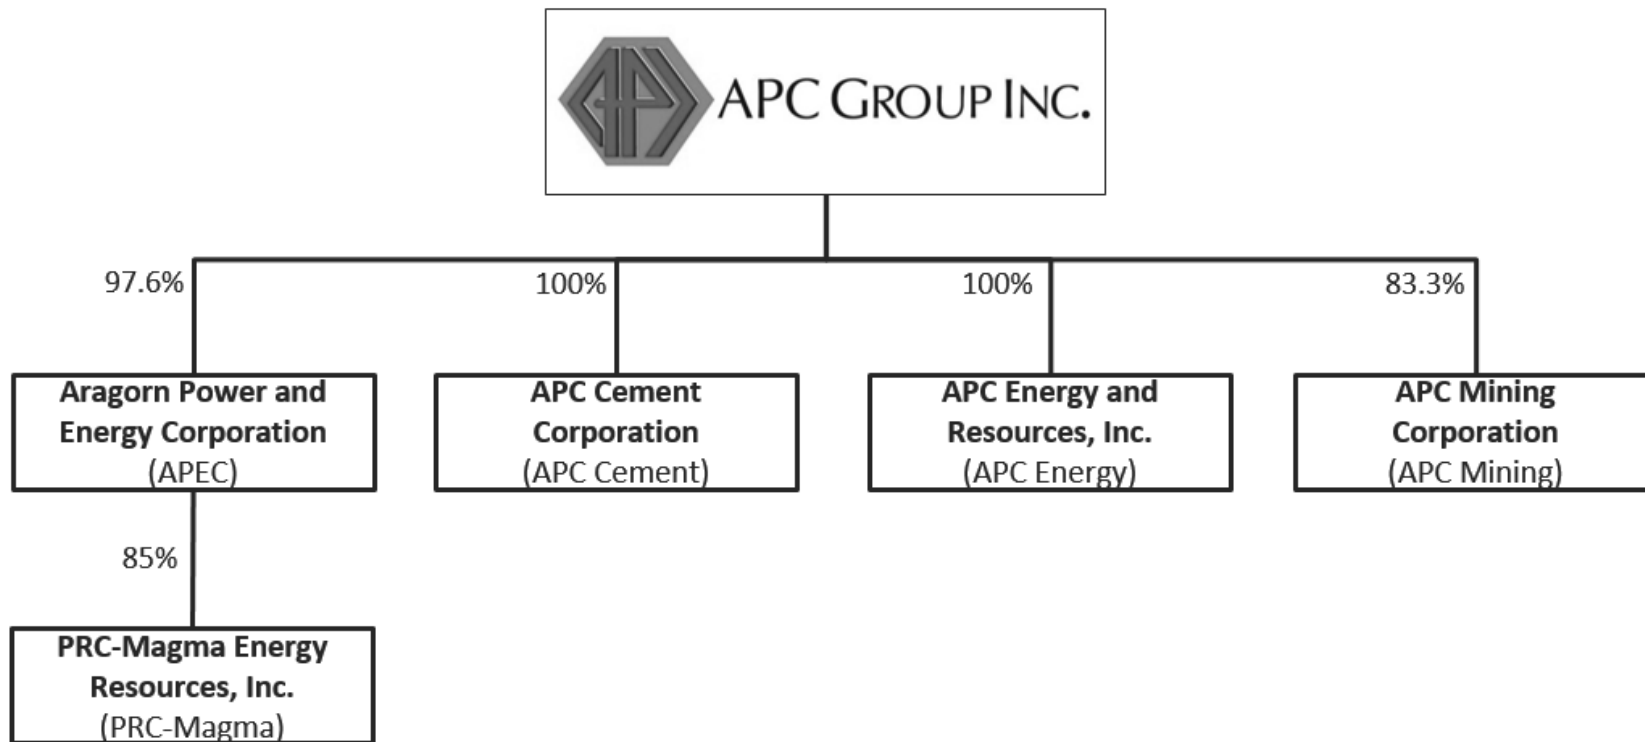 APC
APC GROUP INC.
97.6%
100%
100%
83.3%
Aragorn Power and
Energy Corporation
(APEC)
APC Cement
Corporation
(APC Cement)
APC Energy and
Resources, Inc.
(APC Energy)
APC Mining
Corporation
(APC Mining)
85%
PRC-Magma Energy
Resources, Inc.
(PRC-Magma)